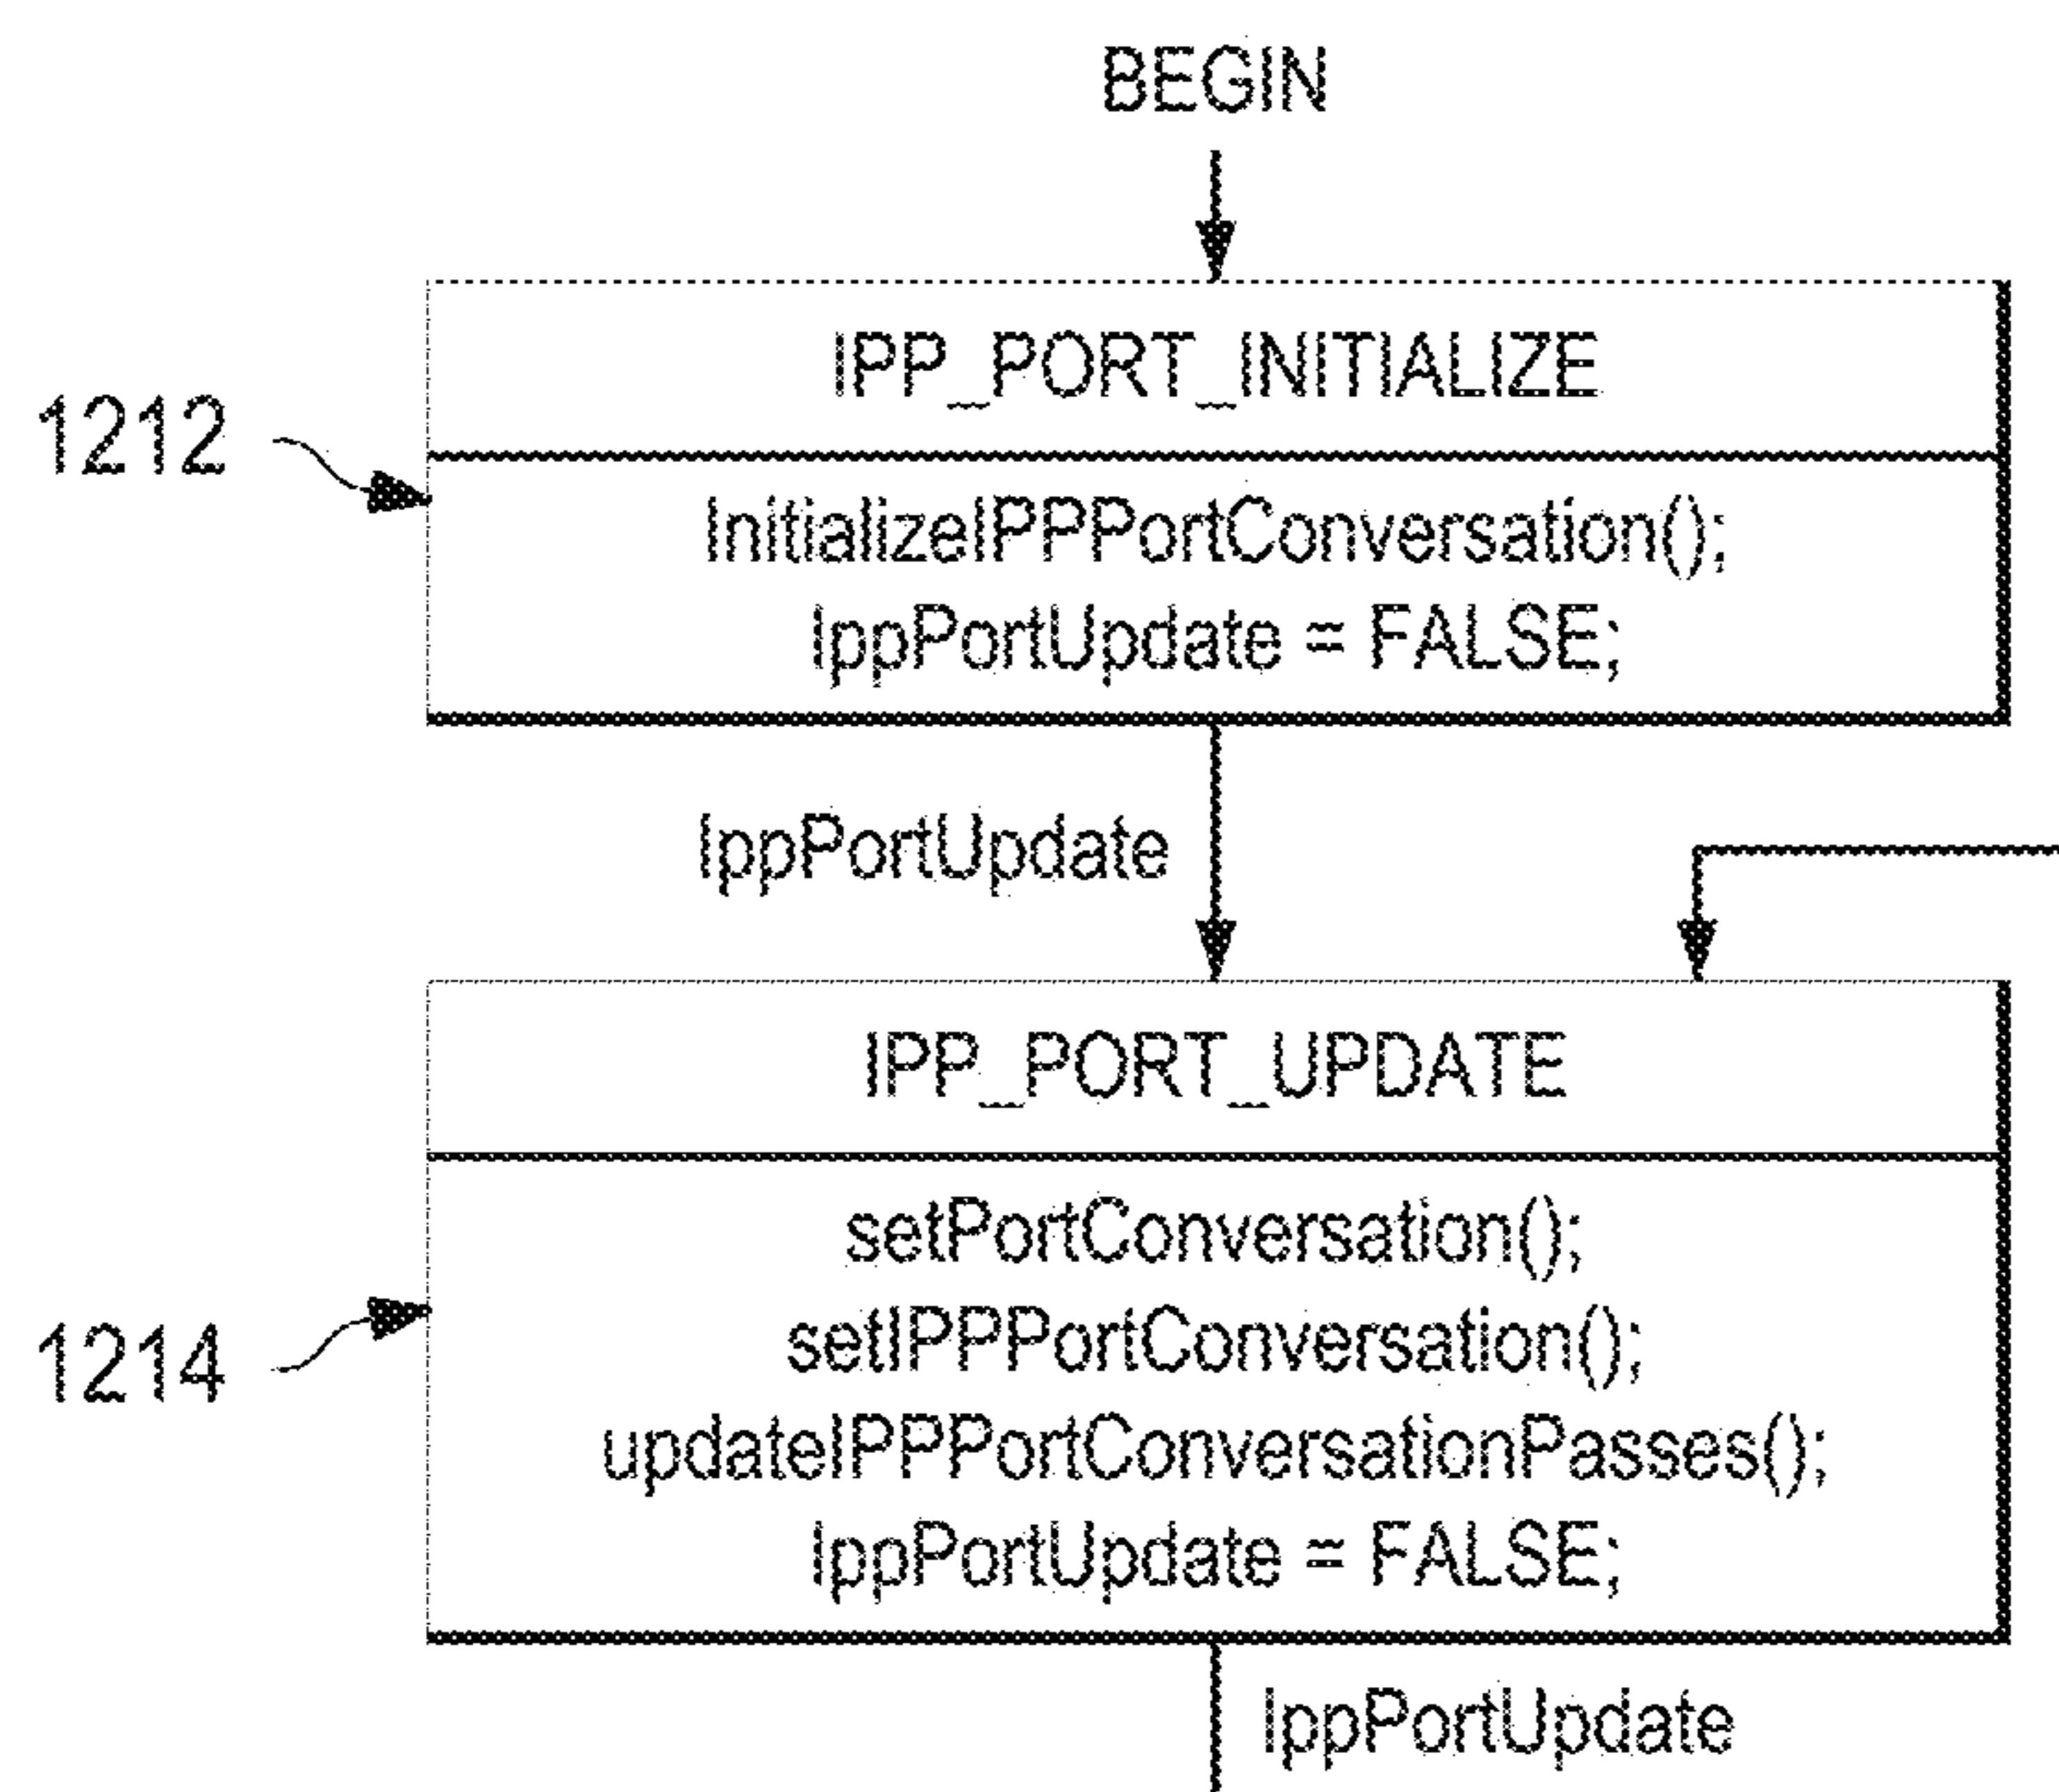 BEGIN
IPP_PORT_INITIALIZE
1212
InitializeIPPPortConversation();
IppPortUpdate = FALSE;
IppPortUpdate
IPP_PORT_UPDATE
setPortConversation();
setIPPPortConversation();
1214
updateIPPPortConversationPasses();
IppPortUpdate = FALSE;
IppPortUpdate